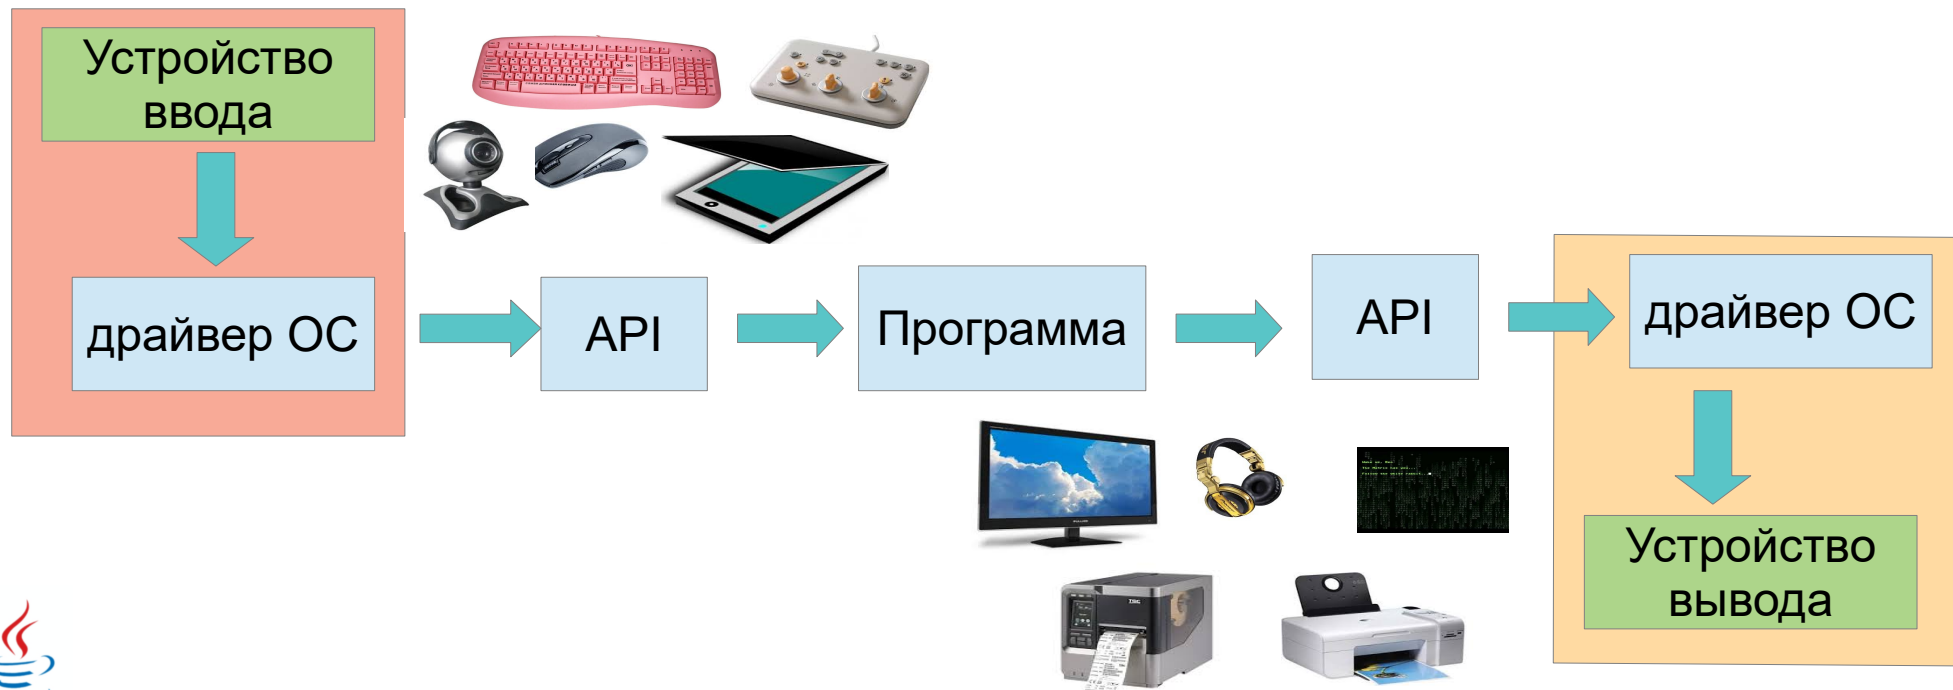 Устройство
ввода
драйвер ОС
API
Программа
API
драйвер ОС
Устройство
вывода